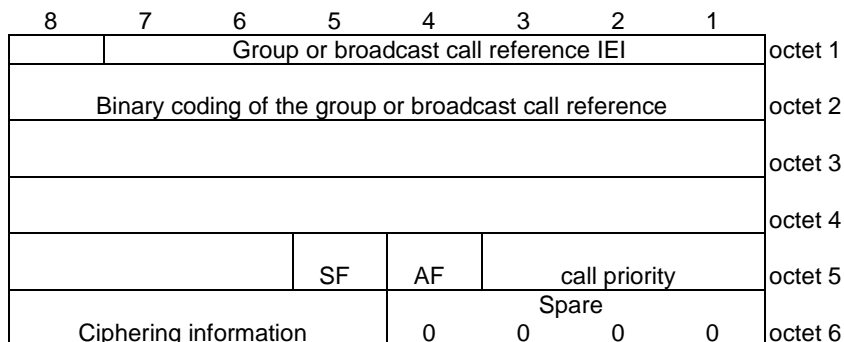 8 7 6 5 4 3 2 1
Group or broadcast call reference IEI octet 1
Binary coding of the group or broadcast call reference octet 2
octet 3
octet 4
SF AF call priority octet 5
Spare
Ciphering information 0 0 0 0 octet 6